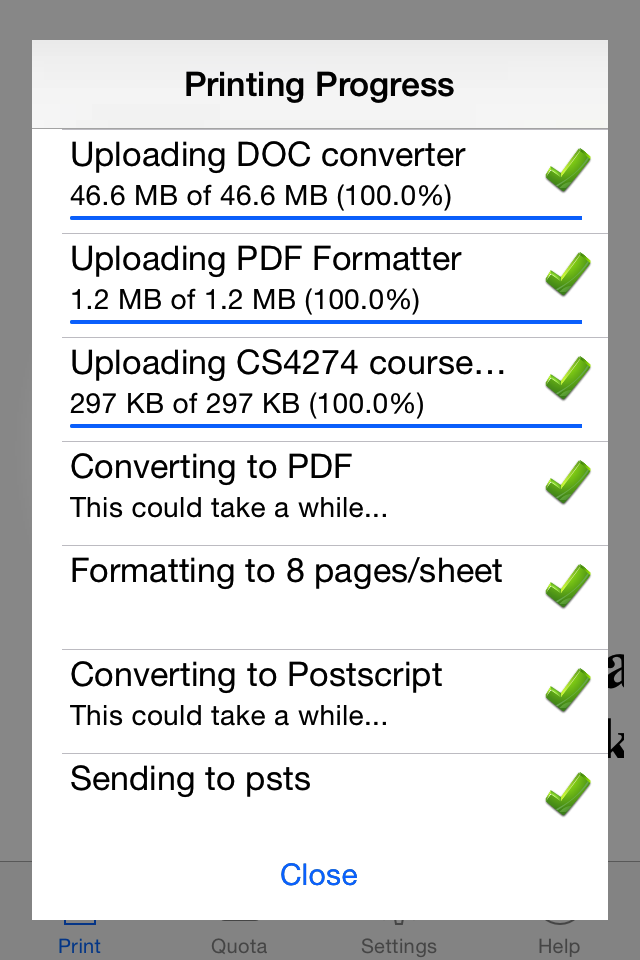 Printing Progress
Uploading DOC converter
46.6 MB of 46.6 MB (100.0%)
Uploading PDF Formatter
1.2 MB of 1.2 MB (100.0%)
Uploading CS4274 course...
297 KB of 297 KB (100.0%)
Converting to PDF
This could take a while...
Formatting to 8 pages/sheet
Converting to Postscript
This could take a while...
Sending to psts
Close
Print Quota Settings Help